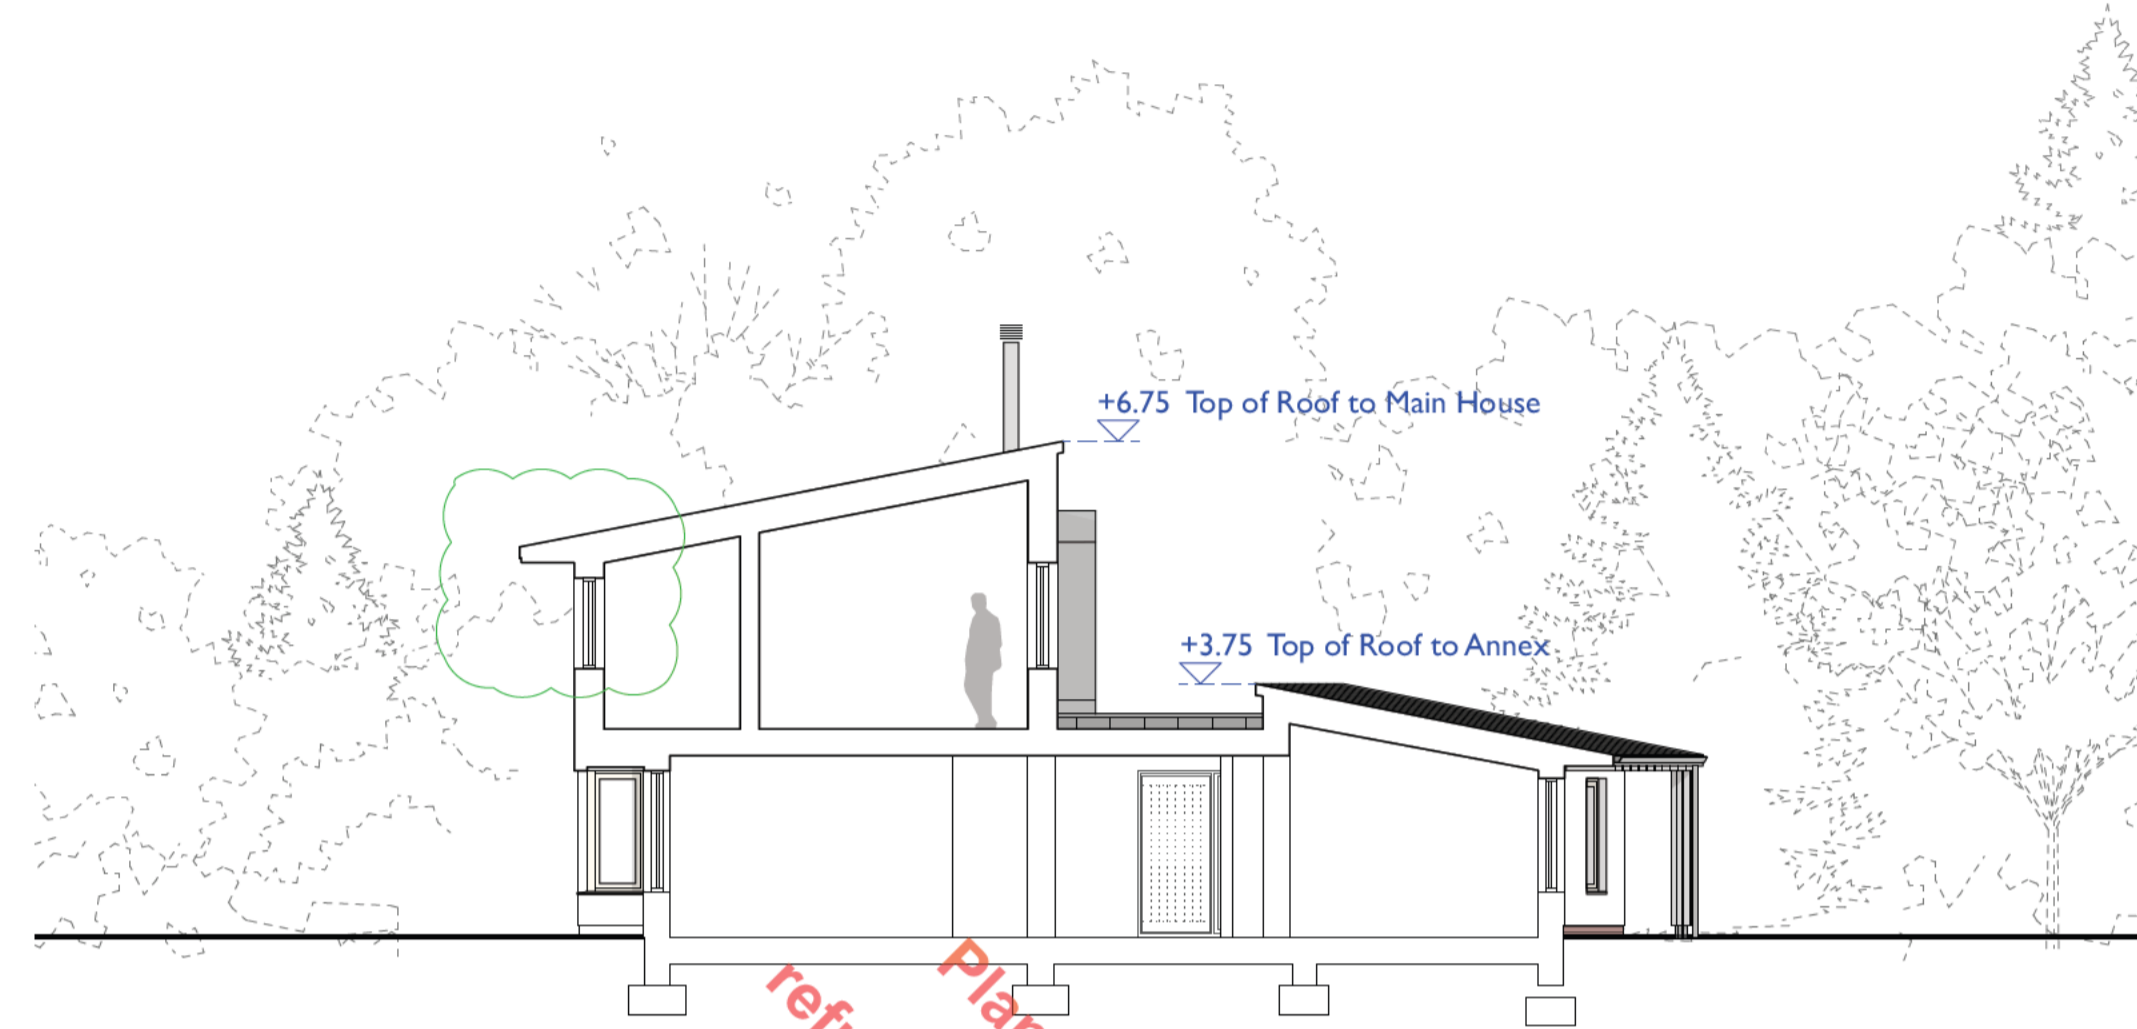 +6.75 Top of Roof to Main House
+3.75 Top of Roof to Annex